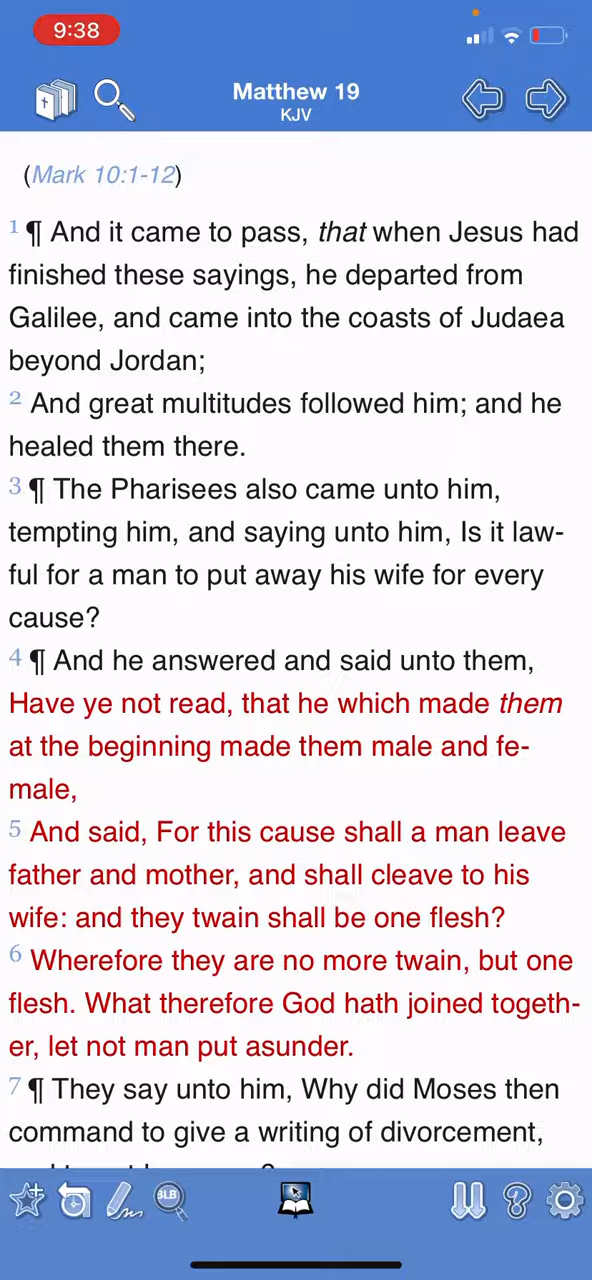 9:38
Matthew 19
KJV
(Mark 10:1-12)
1 ¶ And it came to pass, that when Jesus had
finished these sayings, he departed from
Galilee, and came into the coasts of Judaea
beyond Jordan;
2 And great multitudes followed him; and he
healed them there.
3 ¶ The Pharisees also came unto him,
tempting him, and saying unto him, Is it law-
ful for a man to put away his wife for every
cause?
4 ¶ And he answered and said unto them,
Have ye not read, that he which made them
at the beginning made them male and fe-
male,
5 And said, For this cause shall a man leave
father and mother, and shall cleave to his
wife: and they twain shall be one flesh?
6 Wherefore they are no more twain, but one
flesh. What therefore God hath joined togeth-
er, let not man put asunder.
7 ¶ They say unto him, Why did Moses then
command to give a writing of divorcement,
BLB